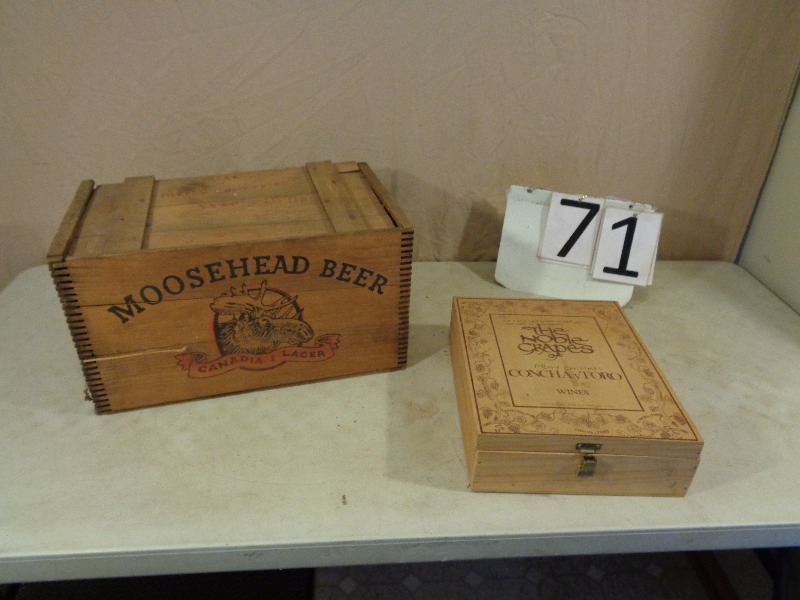 MOOSEHEAD BEER
CANADIAN LAGER
71
THE
NOBLE
GRAPES
CONCHA Y TORO
WINES